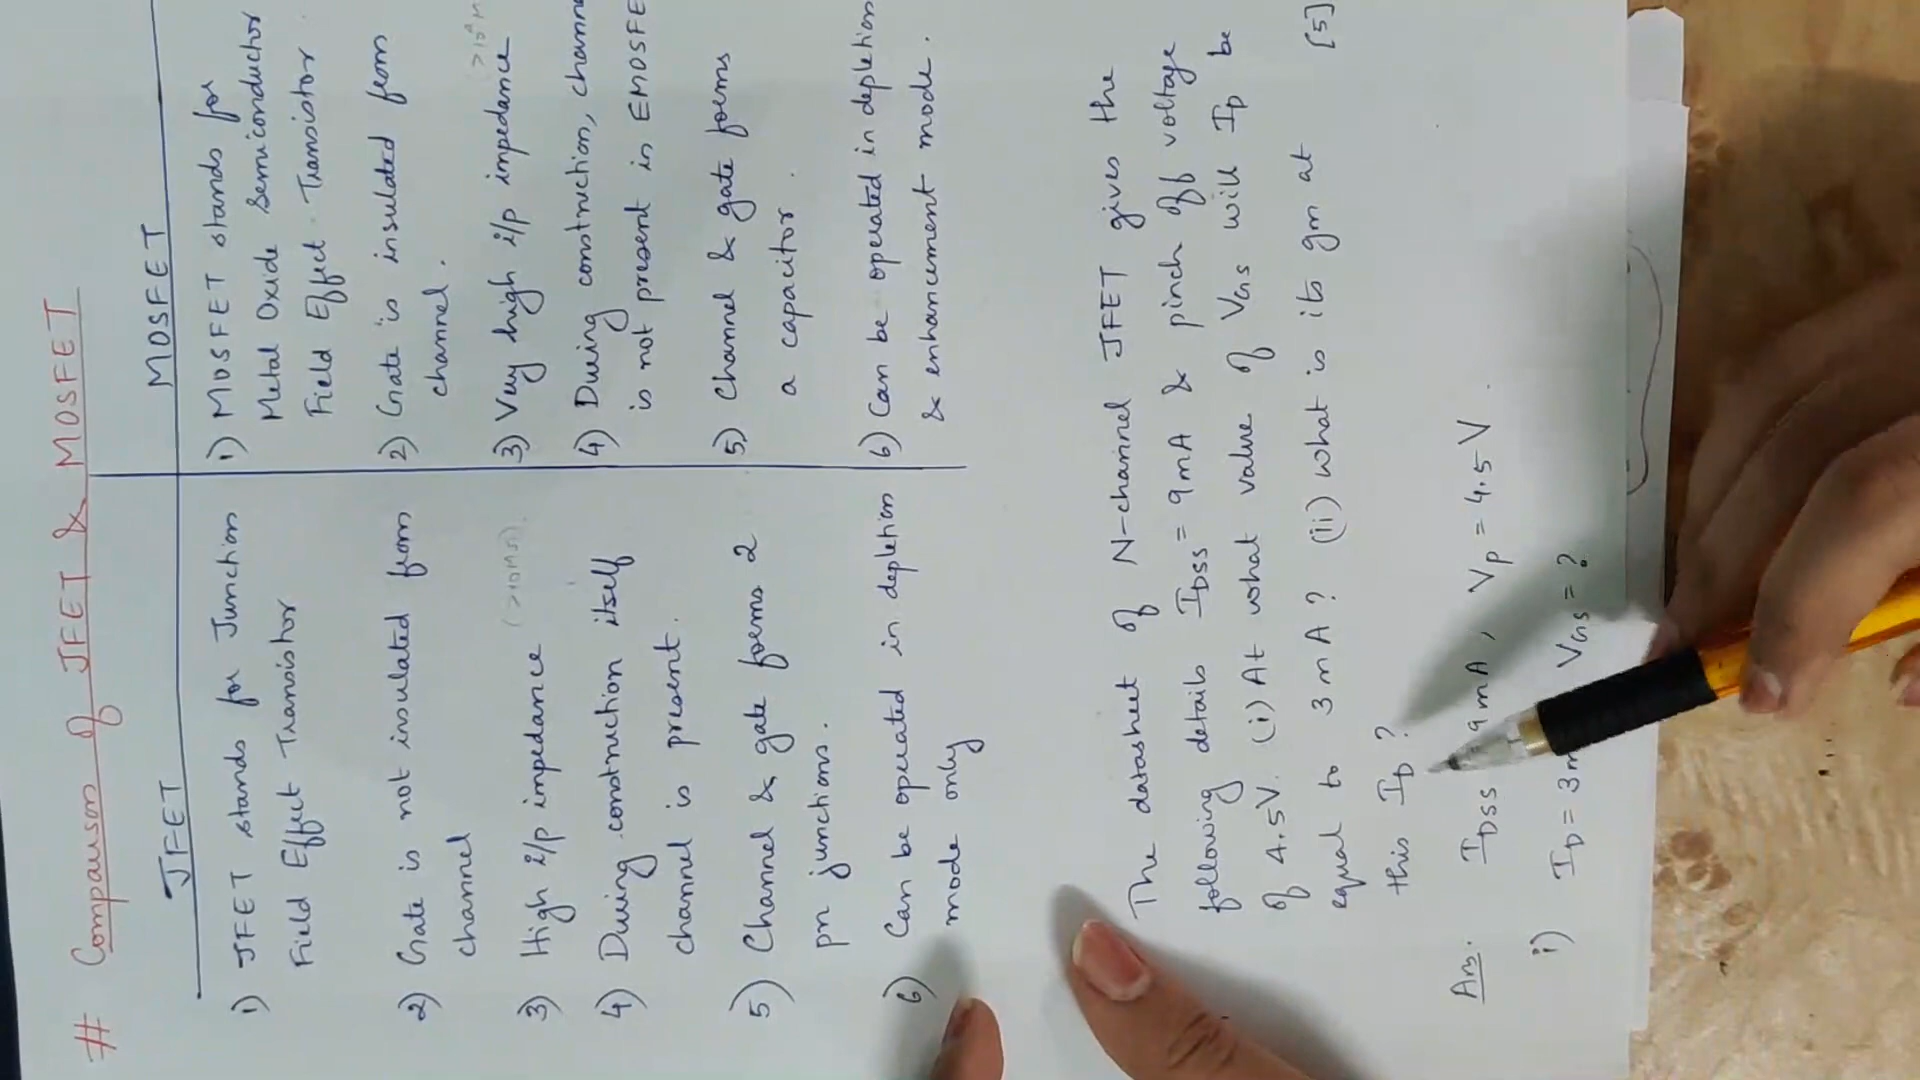 # Comparison of JFET & MOSFET
JFET
1) JFET stands for Junction
Field Effect Transistor
2) Gate is not insulated from
channel
3) High i/p impedance (>10MΩ).
4) During construction itself
channel is present.
5) Channel & gate forms 2
pn junctions.
6) Can be operated in depletion
mode only
MOSFET
1) MOSFET stands for
Metal Oxide Semiconductor
Field Effect Transistor.
2) Gate is insulated from
channel.
3) Very high i/p impedance
4) During construction, channe
is not present in EMOSFE
5) Channel & gate forms
a capacitor.
6) Can be operated in depletion
& enhancement mode.
The datasheet of N-channel JFET gives the
following details IDSS = 9mA & pinch off voltage
of 4.5V. (i) At what value of VGS will ID be
equal to 3mA? (ii) what is its gm at [5]
this ID?
Ans. IDSS = 9mA, VP = 4.5V.
i) ID = 3m VGS = ?